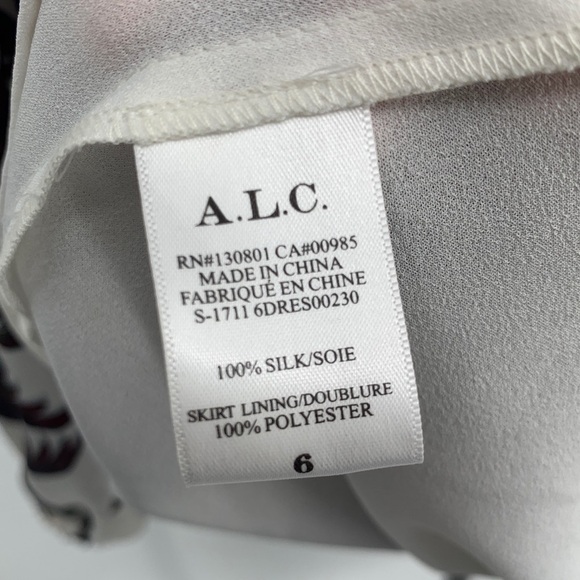 A.L.C.
RN#130801 CA#00985
MADE IN CHINA
FABRIQUÉ EN CHINE
S-1711 6DRES00230
100% SILK/SOIE
SKIRT LINING/DOUBLURE
100% POLYESTER
6